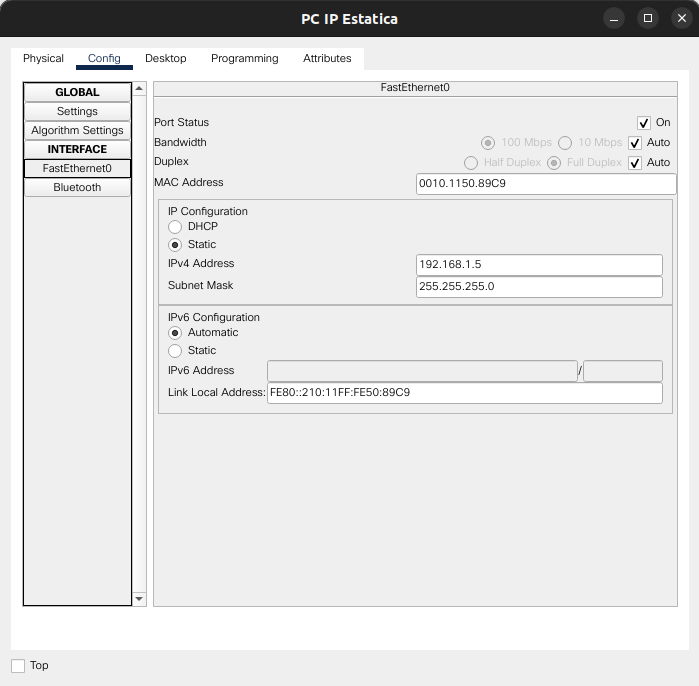 PC IP Estatica
Physical Config Desktop Programming Attributes
GLOBAL
Settings
Algorithm Settings
INTERFACE
FastEthernet0
Bluetooth
FastEthernet0
Port Status On
Bandwidth 100 Mbps 10 Mbps Auto
Duplex Half Duplex Full Duplex Auto
MAC Address 0010.1150.89C9
IP Configuration
DHCP
Static
IPv4 Address 192.168.1.5
Subnet Mask 255.255.255.0
IPv6 Configuration
Automatic
Static
IPv6 Address /
Link Local Address: FE80::210:11FF:FE50:89C9
Top